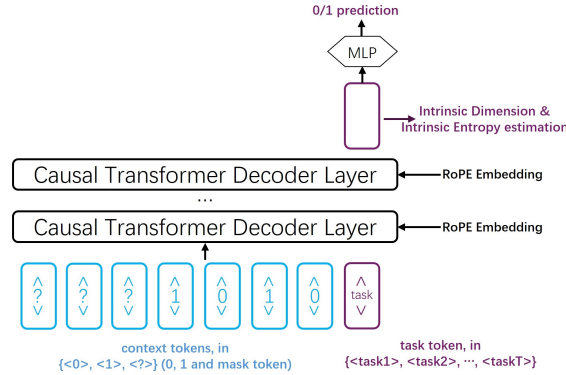 0/1 prediction
MLP
Intrinsic Dimension &
Intrinsic Entropy estimation
Causal Transformer Decoder Layer
RoPE Embedding
...
Causal Transformer Decoder Layer
RoPE Embedding
<?> <?> <?> <1> <0> <1> <0> <task>
context tokens, in
{<0>, <1>, <?>} (0, 1 and mask token)
task token, in
{<task1>, <task2>, ···, <taskT>}